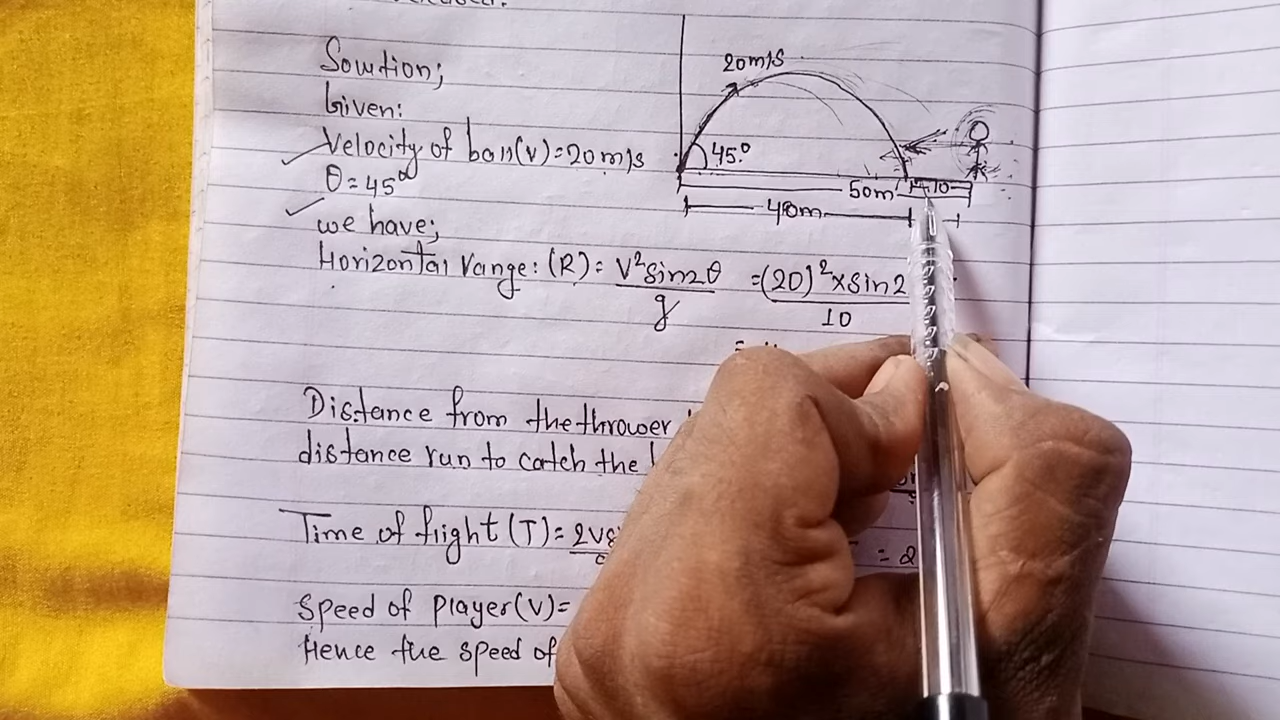 Solution;
Given:
Velocity of ball(v)=20m/s
θ=45°
we have;
Horizontal range:(R)= v²sin2θ/g =(20)²×sin2
10
20m/s
45°
50m
10
40m
Distance from the thrower
distance run to catch the
Time of flight (T)=2vs
= 2
Speed of player(v)=
Hence the speed of